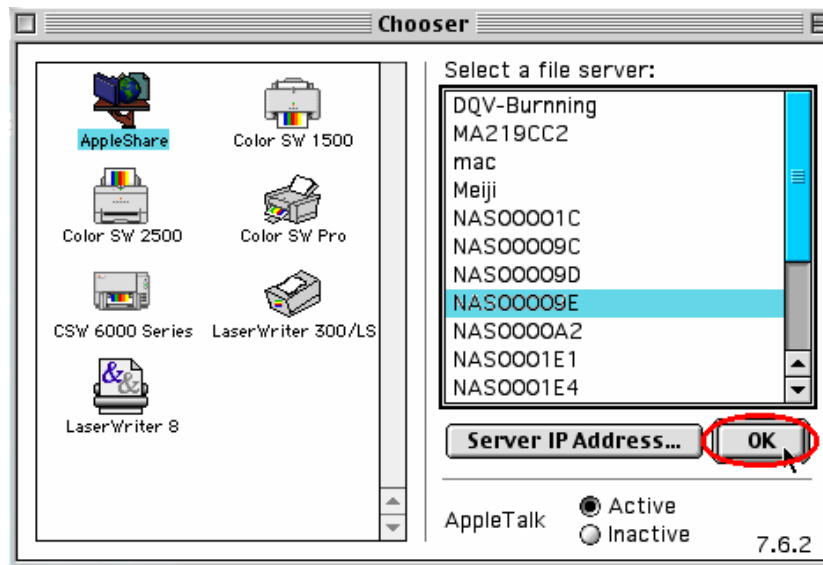 Chooser
AppleShare
Color SW 1500
Color SW 2500
Color SW Pro
CSW 6000 Series
LaserWriter 300/LS
LaserWriter 8
Select a file server:
DQV-Burnning
MA219CC2
mac
Meiji
NAS00001C
NAS00009C
NAS00009D
NAS00009E
NAS0000A2
NAS0001E1
NAS0001E4
Server IP Address...
OK
AppleTalk
Active
Inactive
7.6.2